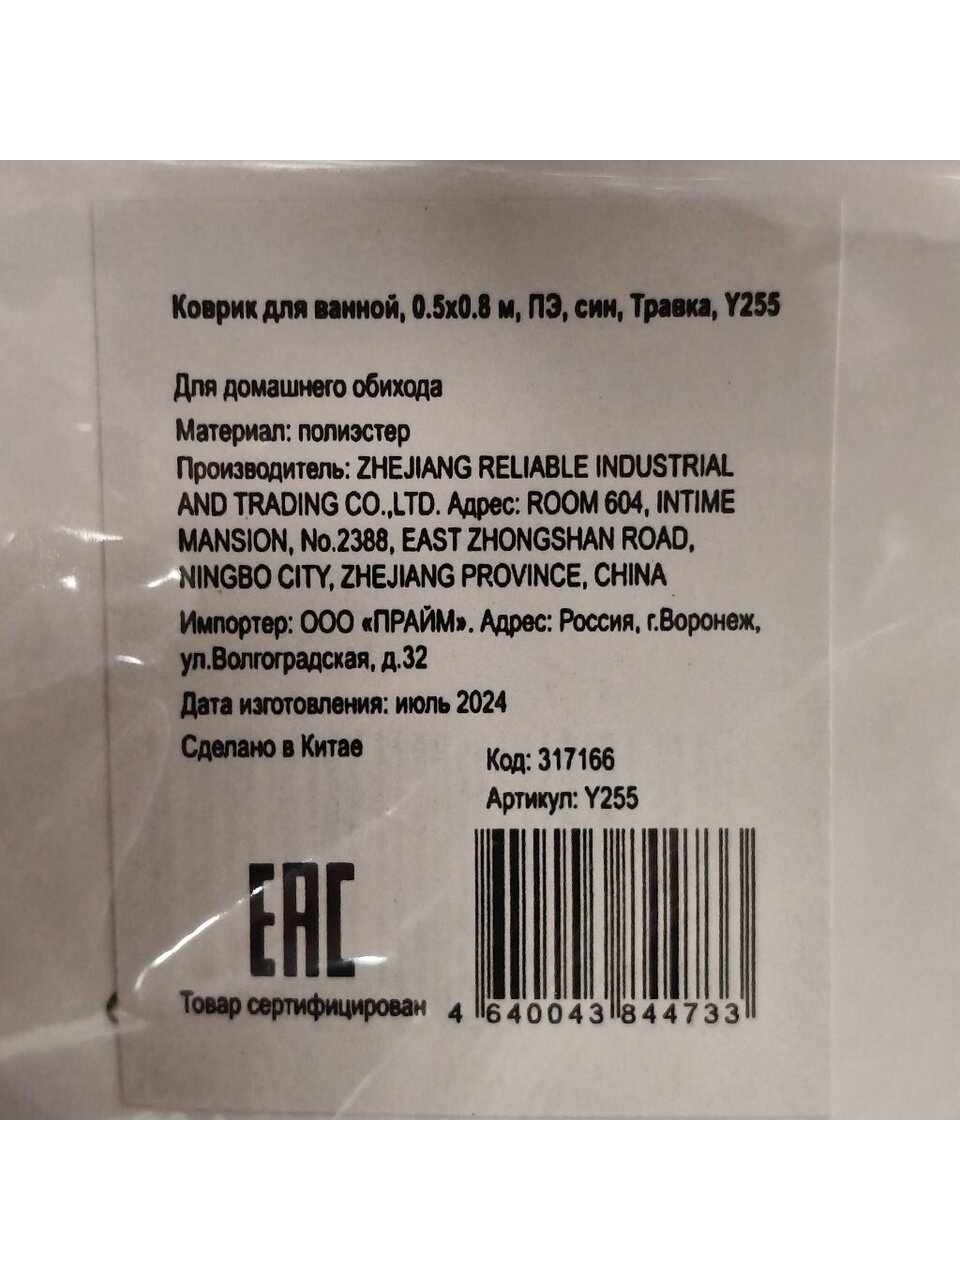 Коврик для ванной, 0.5х0.8 м, ПЭ, син, Травка, Y255
Для домашнего обихода
Материал: полиэстер
Производитель: ZHEJIANG RELIABLE INDUSTRIAL
AND TRADING CO.,LTD. Адрес: ROOM 604, INTIME
MANSION, No.2388, EAST ZHONGSHAN ROAD,
NINGBO CITY, ZHEJIANG PROVINCE, CHINA
Импортер: ООО «ПРАЙМ». Адрес: Россия, г.Воронеж,
ул.Волгоградская, д.32
Дата изготовления: июль 2024
Сделано в Китае
Код: 317166
Артикул: Y255
EAC
Товар сертифицирован
4 640043 844733